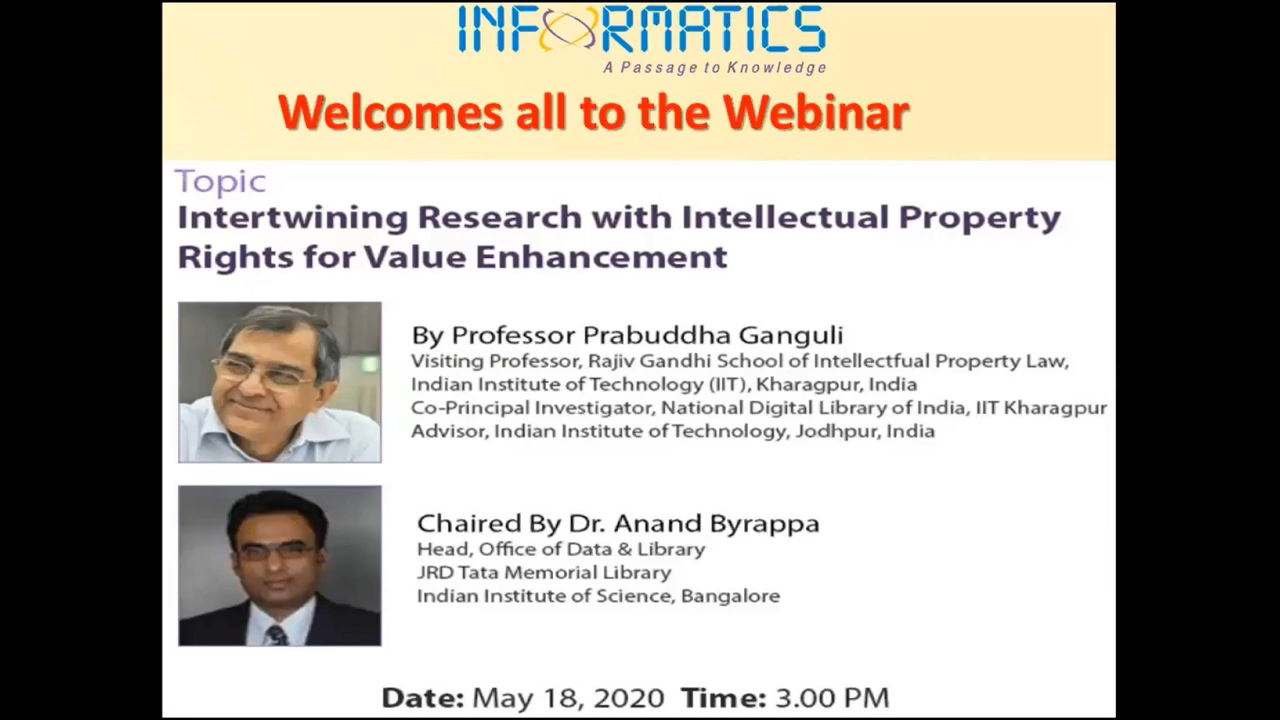 INFORMATICS
A Passage to Knowledge
Welcomes all to the Webinar
Topic
Intertwining Research with Intellectual Property
Rights for Value Enhancement
By Professor Prabuddha Ganguli
Visiting Professor, Rajiv Gandhi School of Intellectfual Property Law,
Indian Institute of Technology (IIT), Kharagpur, India
Co-Principal Investigator, National Digital Library of India, IIT Kharagpur
Advisor, Indian Institute of Technology, Jodhpur, India
Chaired By Dr. Anand Byrappa
Head, Office of Data & Library
JRD Tata Memorial Library
Indian Institute of Science, Bangalore
Date: May 18, 2020 Time: 3.00 PM